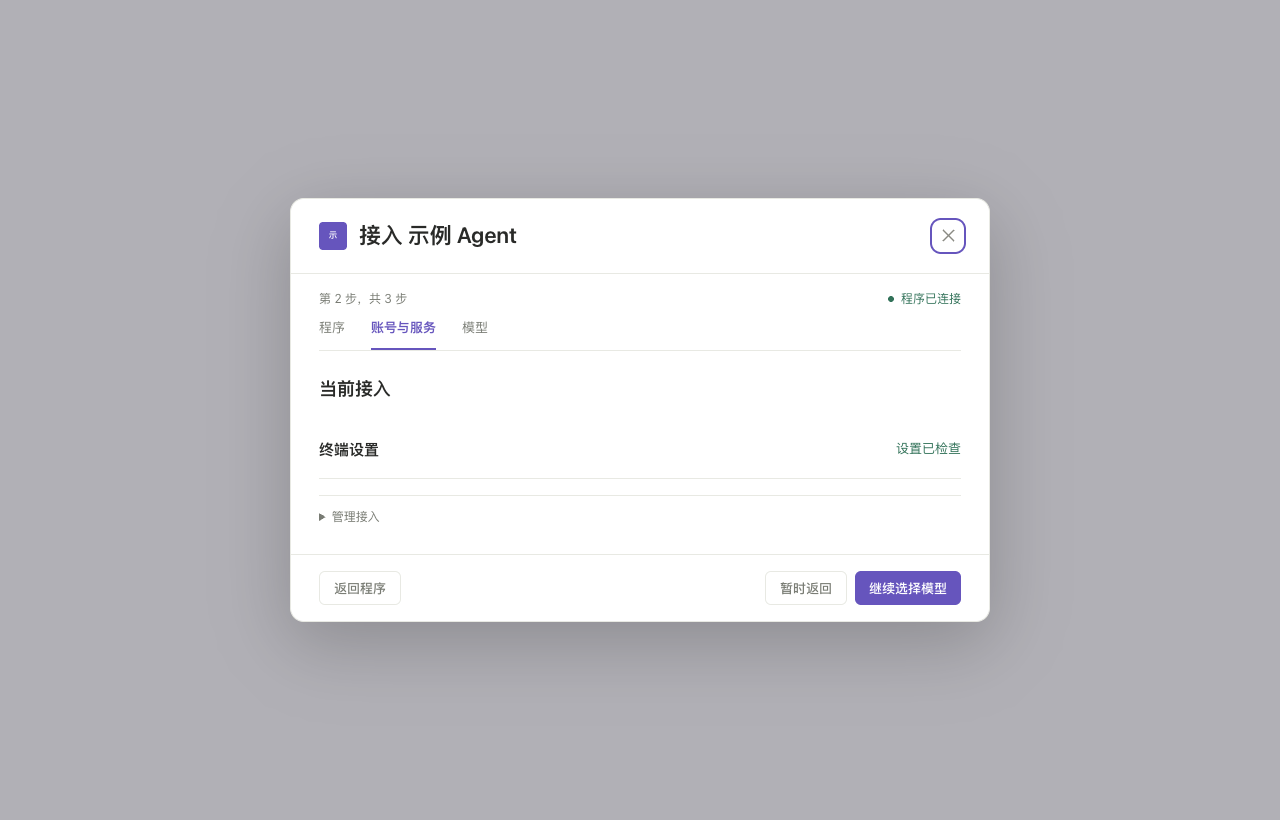 示
接入 示例 Agent
第 2 步，共 3 步
程序已连接
程序
账号与服务
模型
当前接入
终端设置
设置已检查
管理接入
返回程序
暂时返回
继续选择模型